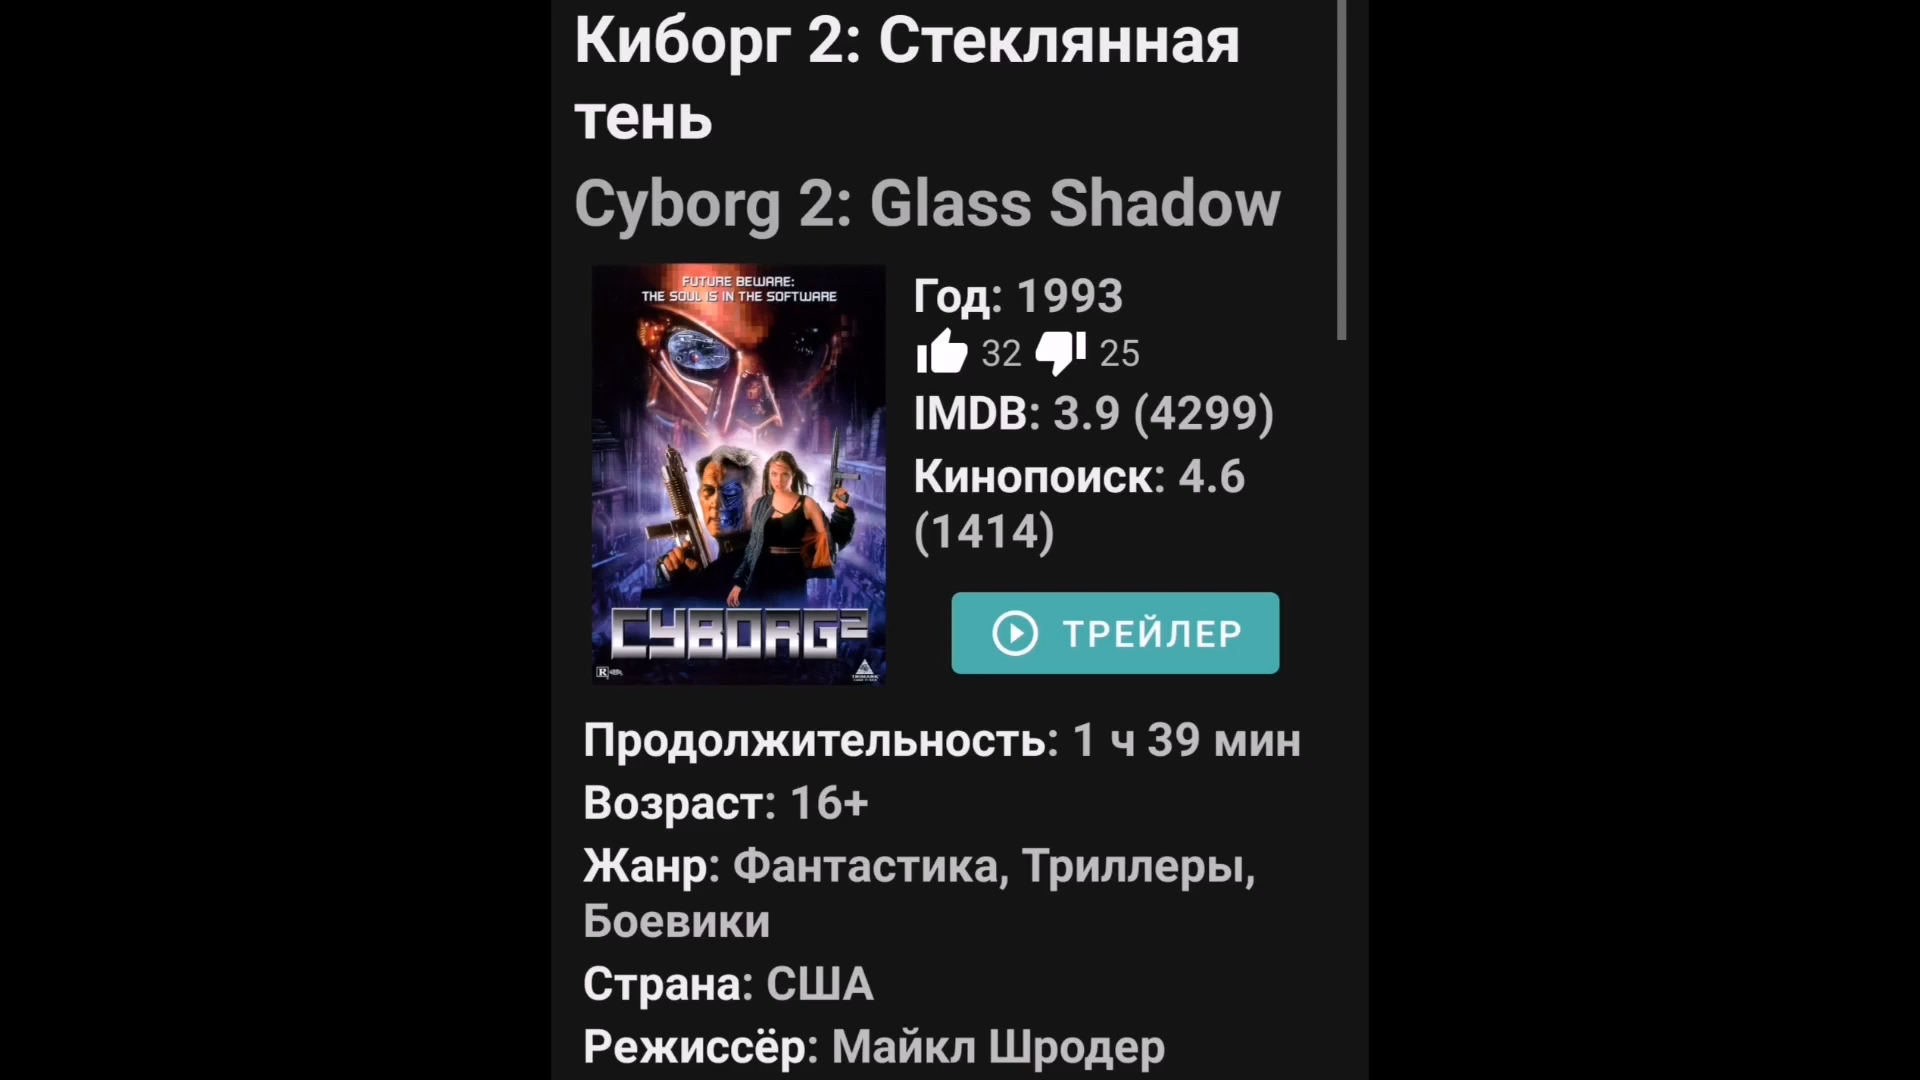 Киборг 2: Стеклянная
тень
Cyborg 2: Glass Shadow
FUTURE BEWARE:
THE SOUL IS IN THE SOFTWARE
CYBORG²
R
Год: 1993
32 25
IMDB: 3.9 (4299)
Кинопоиск: 4.6
(1414)
ТРЕЙЛЕР
Продолжительность: 1 ч 39 мин
Возраст: 16+
Жанр: Фантастика, Триллеры,
Боевики
Страна: США
Режиссёр: Майкл Шродер